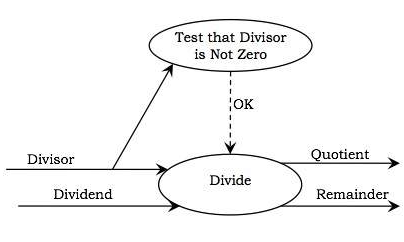 Test that Divisor
is Not Zero
OK
Divisor
Divide
Quotient
Dividend
Remainder